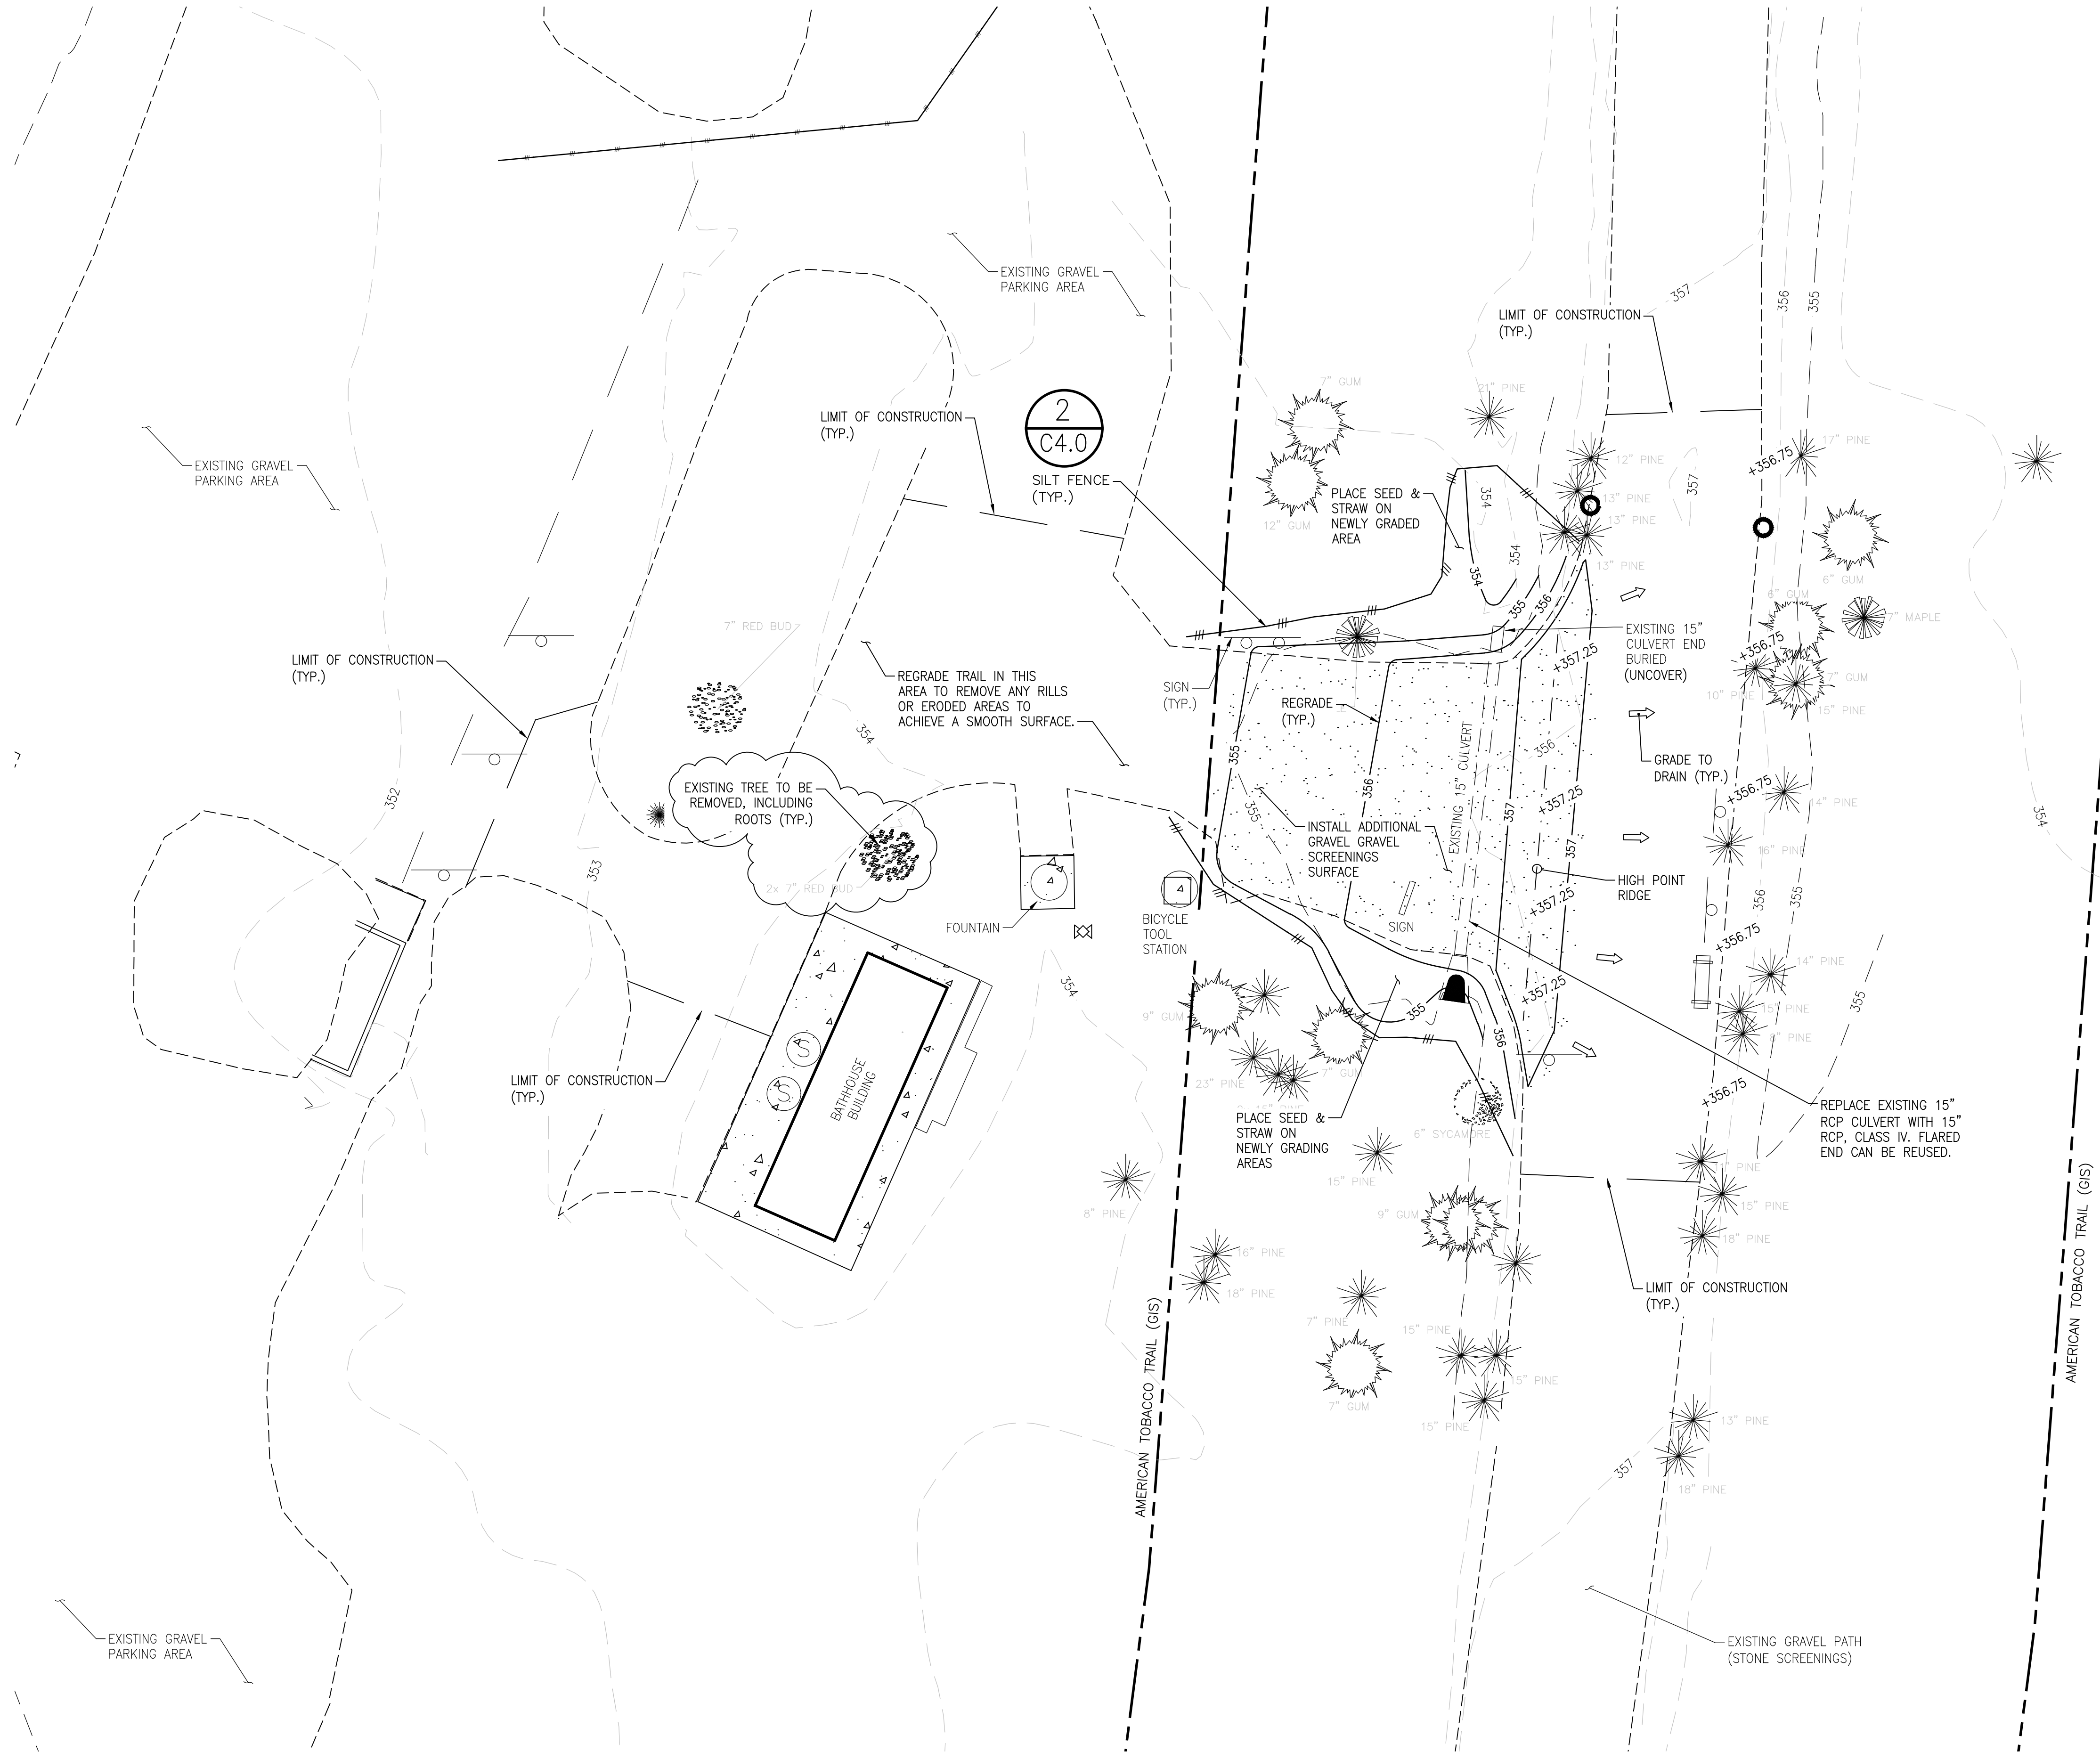 EXISTING GRAVEL
PARKING AREA
357
LIMIT OF CONSTRUCTION
(TYP.)
356
355
7" GUM
21" PINE
2
C4.0
LIMIT OF CONSTRUCTION
(TYP.)
SILT FENCE
(TYP.)
EXISTING GRAVEL
PARKING AREA
17" PINE
+356.75
12" PINE
357
13" PINE
PLACE SEED &
STRAW ON
NEWLY GRADED
AREA
354
12" GUM
13" PINE
354
354
13" PINE
6" GUM
6" GUM
355
356
7" MAPLE
7" RED BUD
EXISTING 15"
CULVERT END
BURIED
(UNCOVER)
+356.75
+357.25
LIMIT OF CONSTRUCTION
(TYP.)
REGRADE TRAIL IN THIS
AREA TO REMOVE ANY RILLS
OR ERODED AREAS TO
ACHIEVE A SMOOTH SURFACE.
SIGN
(TYP.)
REGRADE
(TYP.)
10" PINE
7" GUM
15" PINE
354
355
356
GRADE TO
DRAIN (TYP.)
EXISTING 15" CULVERT
EXISTING TREE TO BE
REMOVED, INCLUDING
ROOTS (TYP.)
352
356
355
357
+357.25
+356.75
14" PINE
354
INSTALL ADDITIONAL
GRAVEL GRAVEL
SCREENINGS
SURFACE
357
16" PINE
353
2x 7" RED BUD
HIGH POINT
RIDGE
356
355
+357.25
FOUNTAIN
BICYCLE
TOOL
STATION
SIGN
+356.75
14" PINE
354
+357.25
355
9" GUM
355
356
15" PINE
8" PINE
BATHHOUSE
BUILDING
S
S
LIMIT OF CONSTRUCTION
(TYP.)
23" PINE
7" GUM
+356.75
REPLACE EXISTING 15"
RCP CULVERT WITH 15"
RCP, CLASS IV. FLARED
END CAN BE REUSED.
PLACE SEED &
STRAW ON
NEWLY GRADING
AREAS
6" SYCAMORE
15" PINE
8" PINE
9" GUM
15" PINE
18" PINE
16" PINE
18" PINE
LIMIT OF CONSTRUCTION
(TYP.)
7" PINE
15" PINE
15" PINE
7" GUM
15" PINE
13" PINE
357
18" PINE
AMERICAN TOBACCO TRAIL (GIS)
AMERICAN TOBACCO TRAIL (GIS)
EXISTING GRAVEL
PARKING AREA
EXISTING GRAVEL PATH
(STONE SCREENINGS)